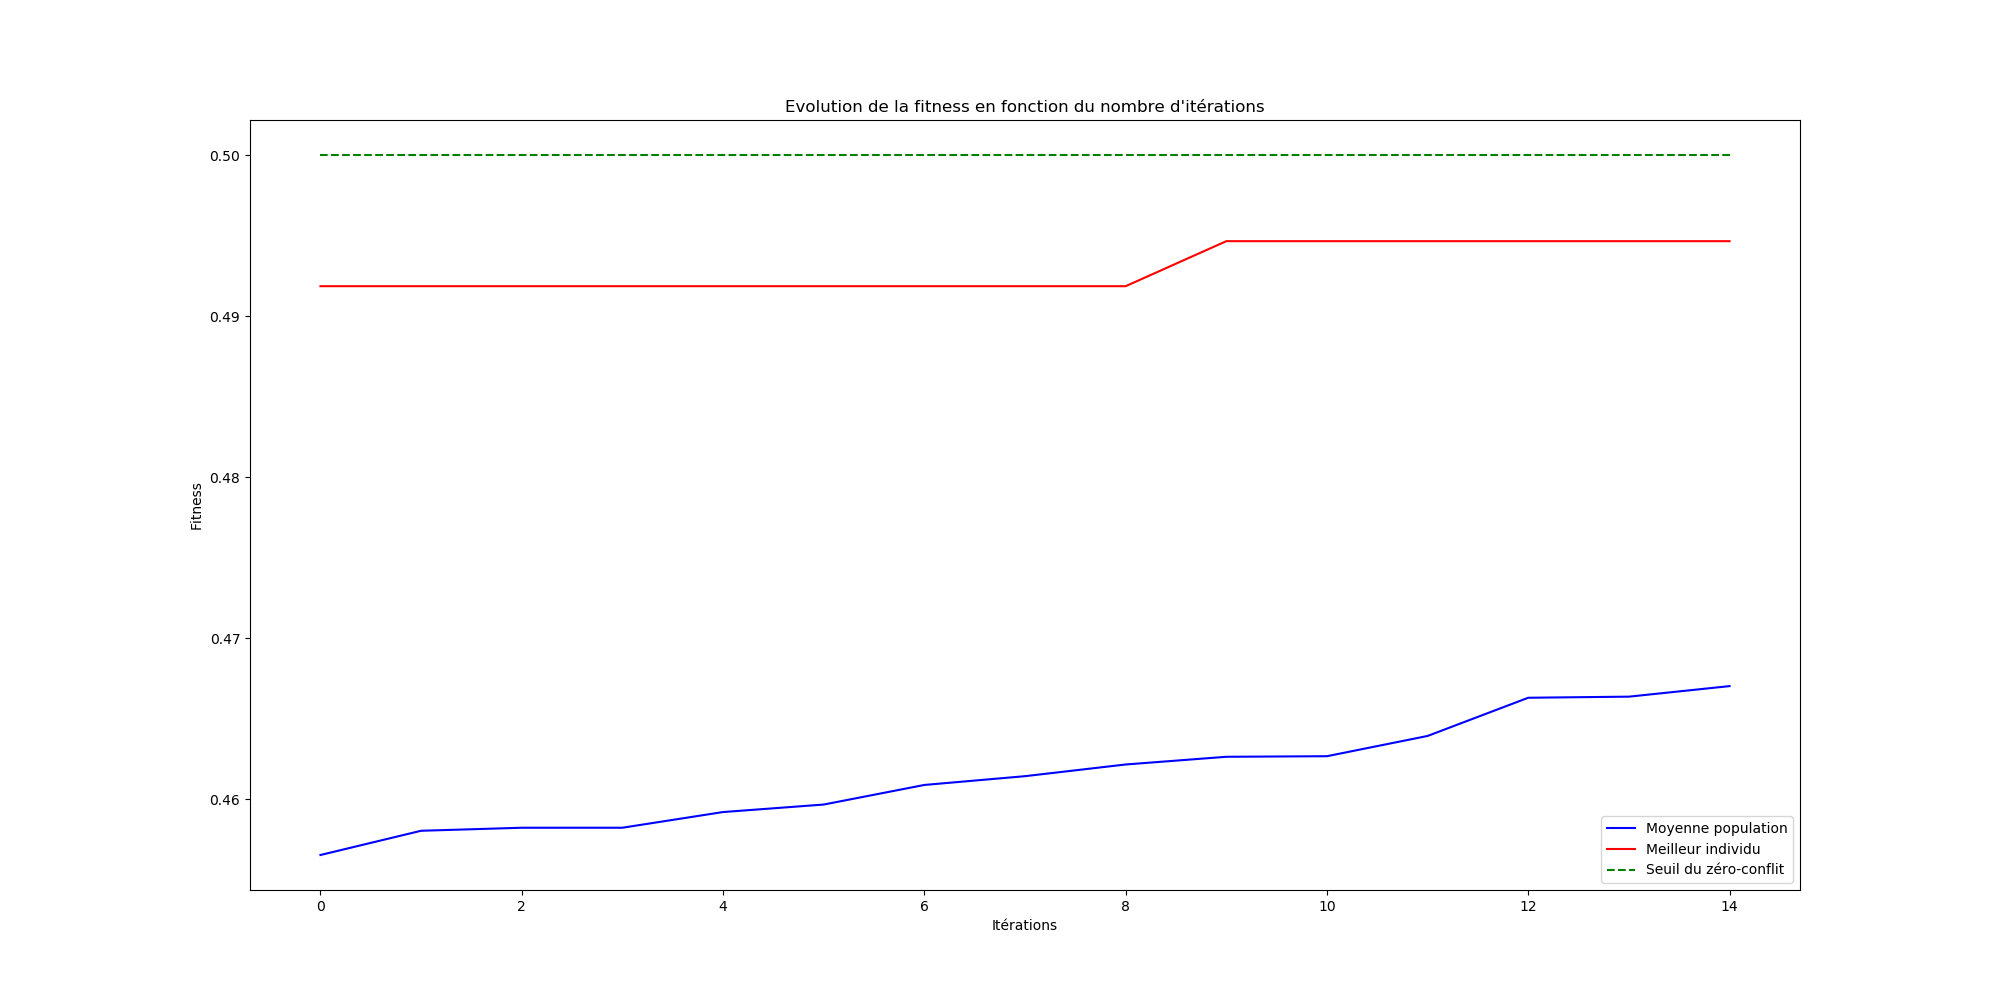 Evolution de la fitness en fonction du nombre d'itérations
0.50
0.49
0.48
0.47
0.46
Fitness
0 2 4 6 8 10 12 14
Itérations
Moyenne population
Meilleur individu
Seuil du zéro-conflit